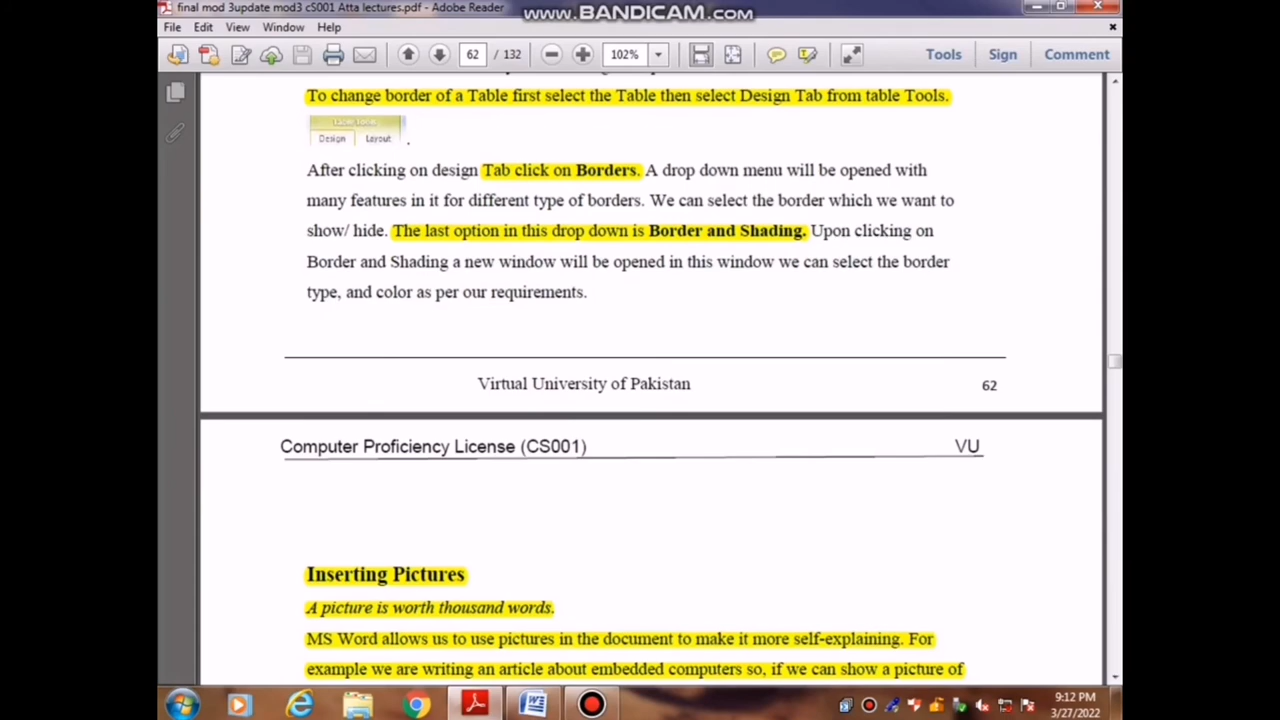 final mod 3update mod3 cS001 Atta lectures.pdf - Adobe Reader
www.BANDICAM.com
File Edit View Window Help
62 / 132 102% Tools Sign Comment
To change border of a Table first select the Table then select Design Tab from table Tools.
Table Tools
Design Layout .
After clicking on design Tab click on Borders. A drop down menu will be opened with
many features in it for different type of borders. We can select the border which we want to
show/ hide. The last option in this drop down is Border and Shading. Upon clicking on
Border and Shading a new window will be opened in this window we can select the border
type, and color as per our requirements.
Virtual University of Pakistan 62
Computer Proficiency License (CS001) VU
Inserting Pictures
A picture is worth thousand words.
MS Word allows us to use pictures in the document to make it more self-explaining. For
example we are writing an article about embedded computers so, if we can show a picture of
9:12 PM
3/27/2022